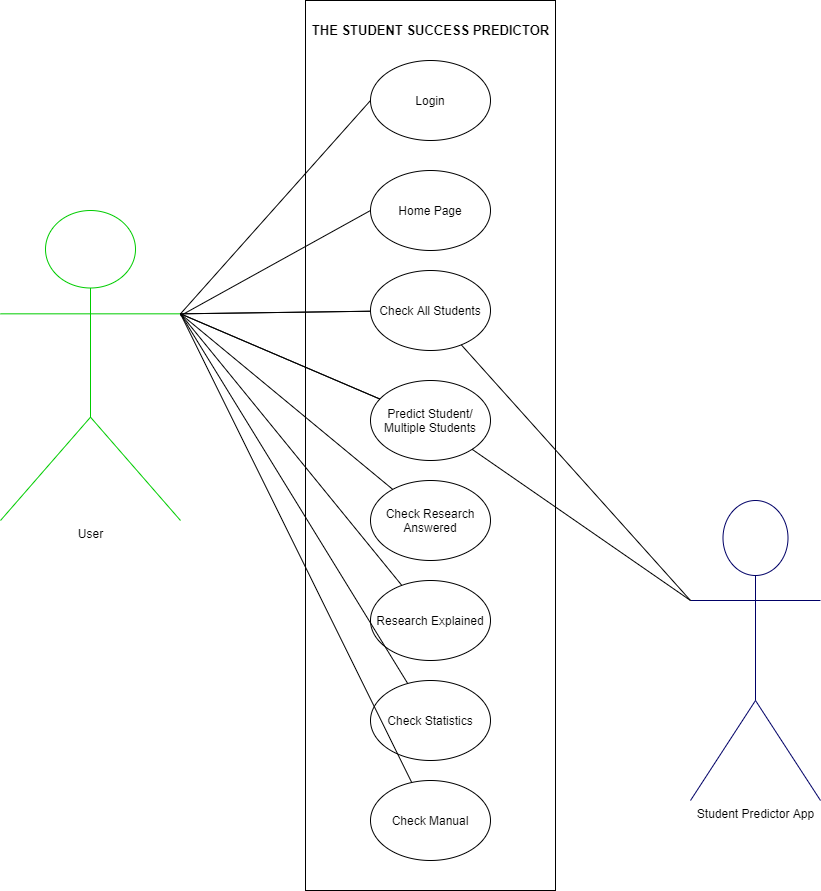 THE STUDENT SUCCESS PREDICTOR
Login
Home Page
Check All Students
Predict Student/
Multiple Students
Check Research
Answered
User
Research Explained
Check Statistics
Student Predictor App
Check Manual